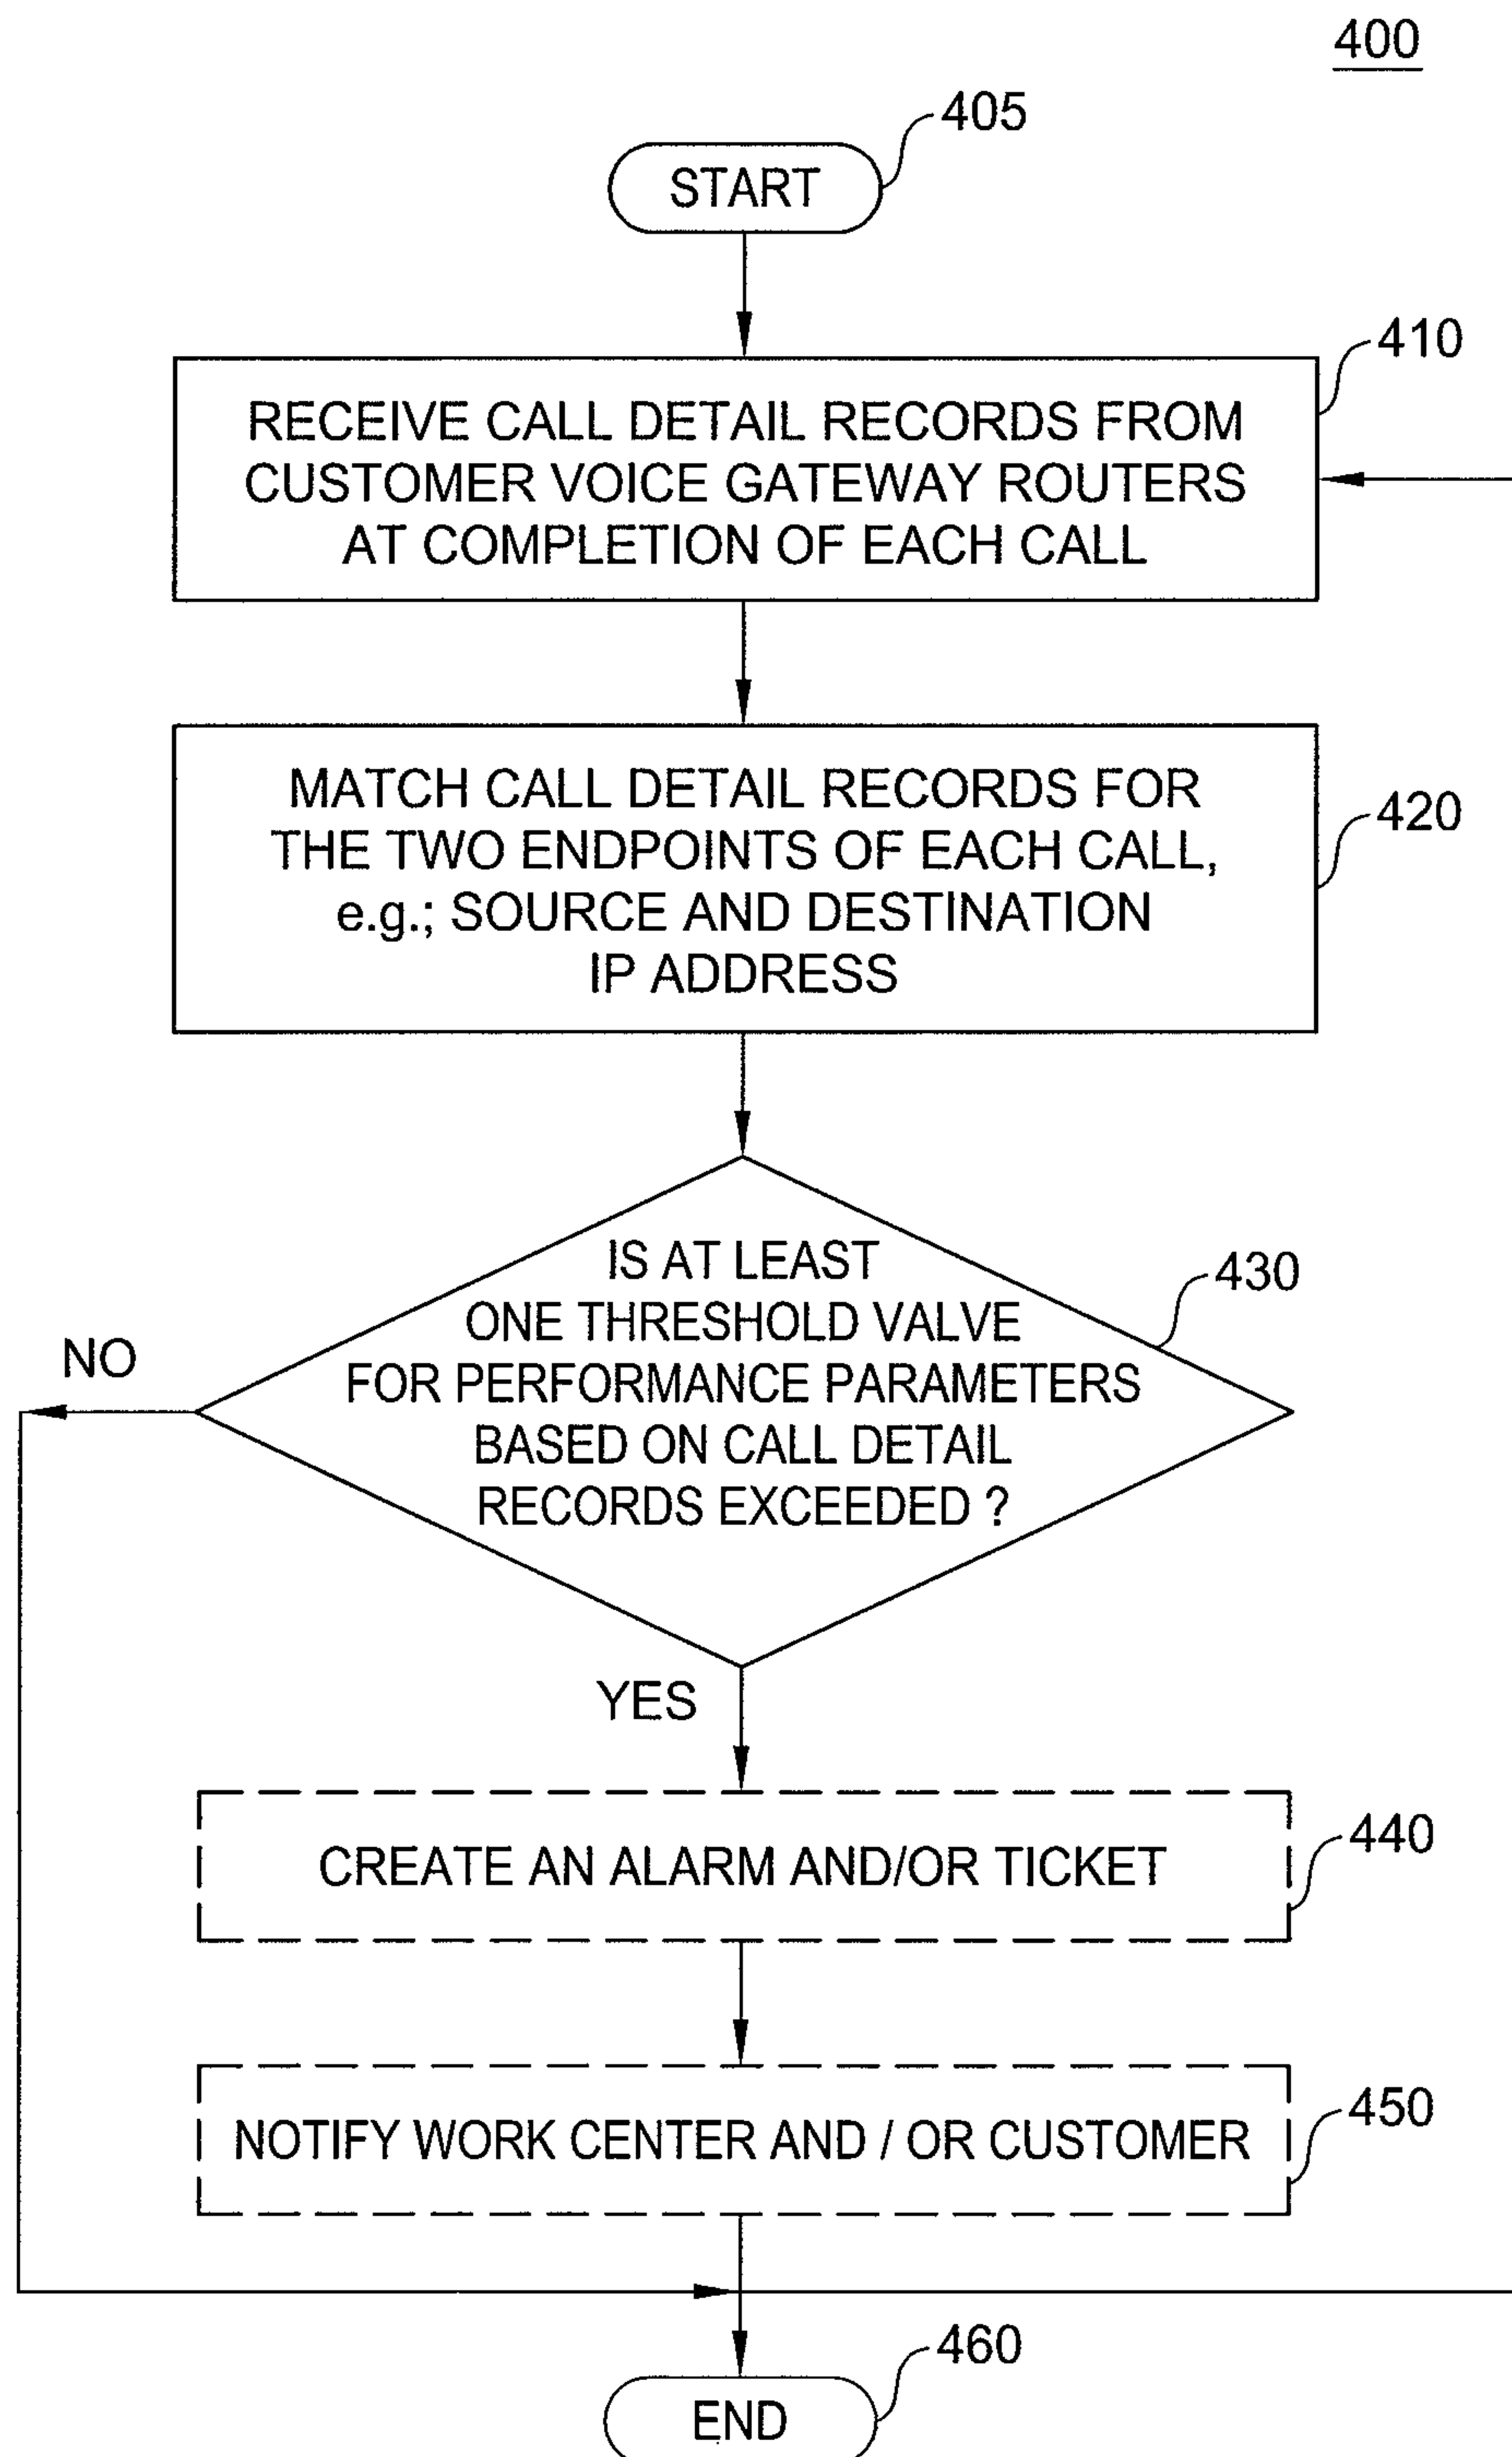 400
405
START
410
RECEIVE CALL DETAIL RECORDS FROM
CUSTOMER VOICE GATEWAY ROUTERS
AT COMPLETION OF EACH CALL
MATCH CALL DETAIL RECORDS FOR
THE TWO ENDPOINTS OF EACH CALL,
e.g.; SOURCE AND DESTINATION
IP ADDRESS
420
IS AT LEAST
ONE THRESHOLD VALVE
FOR PERFORMANCE PARAMETERS
BASED ON CALL DETAIL
RECORDS EXCEEDED ?
430
NO
YES
CREATE AN ALARM AND/OR TICKET
440
NOTIFY WORK CENTER AND / OR CUSTOMER
450
460
END